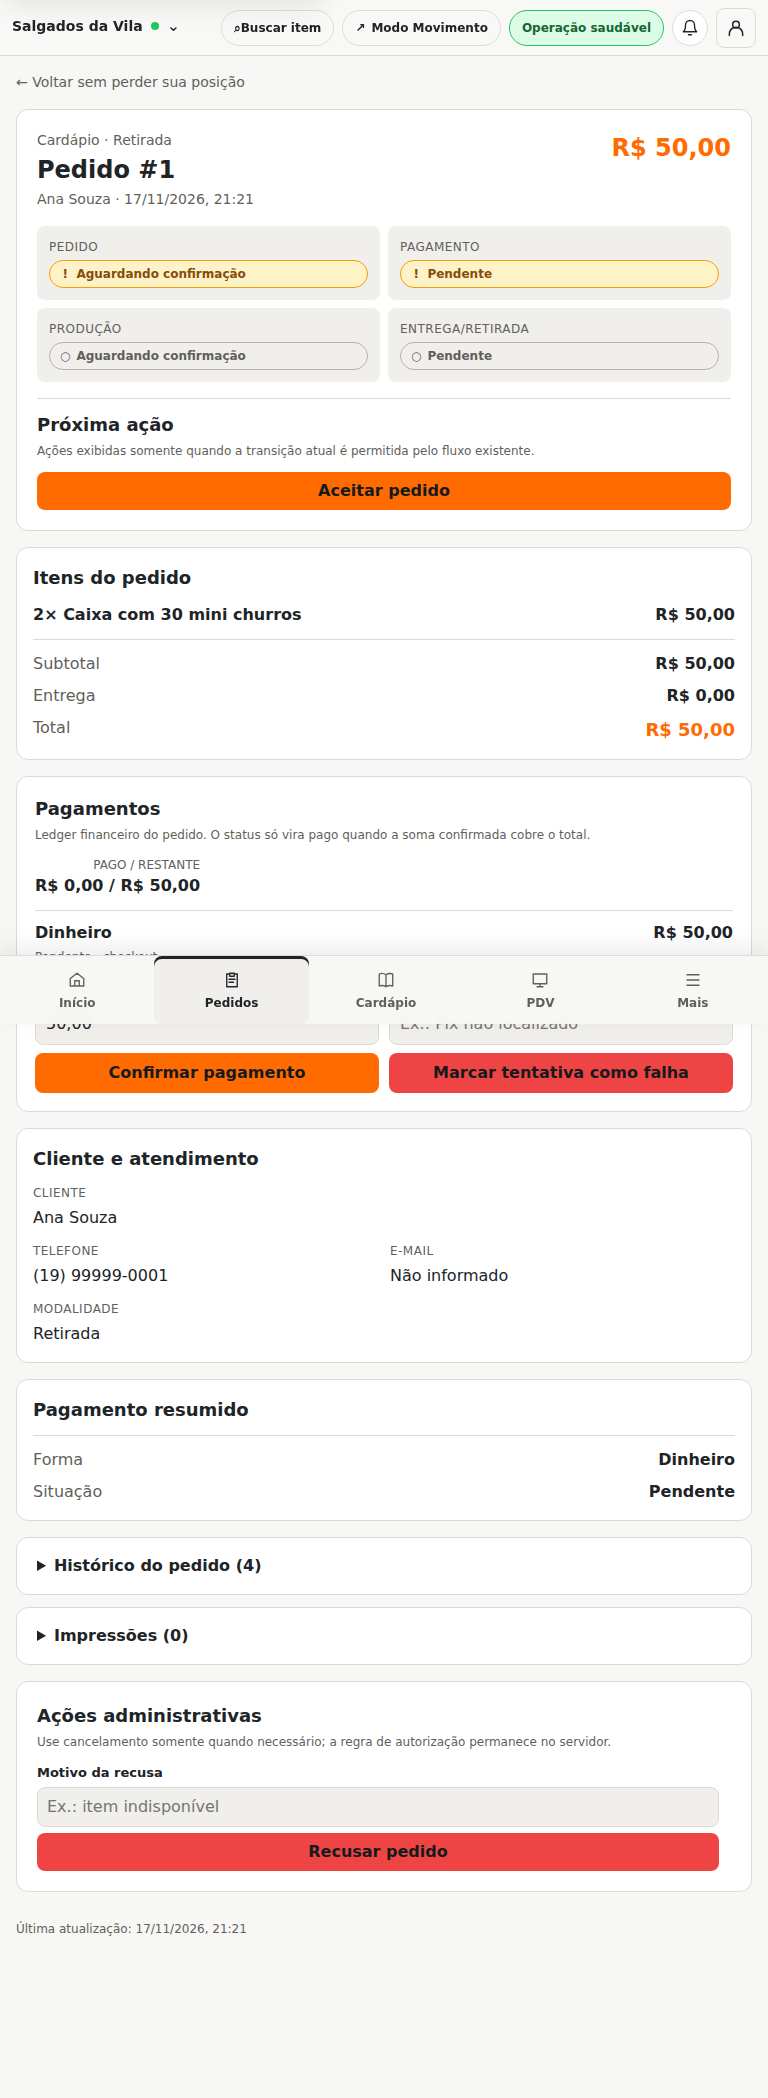 Salgados da Vila
Buscar item
↗ Modo Movimento
Operação saudável
← Voltar sem perder sua posição
Cardápio · Retirada
R$ 50,00
Pedido #1
Ana Souza · 17/11/2026, 21:21
PEDIDO
! Aguardando confirmação
PAGAMENTO
! Pendente
PRODUÇÃO
○ Aguardando confirmação
ENTREGA/RETIRADA
○ Pendente
Próxima ação
Ações exibidas somente quando a transição atual é permitida pelo fluxo existente.
Aceitar pedido
Itens do pedido
2× Caixa com 30 mini churros R$ 50,00
Subtotal R$ 50,00
Entrega R$ 0,00
Total R$ 50,00
Pagamentos
Ledger financeiro do pedido. O status só vira pago quando a soma confirmada cobre o total.
PAGO / RESTANTE
R$ 0,00 / R$ 50,00
Dinheiro R$ 50,00
Início
Pedidos
Cardápio
PDV
Mais
50,00
Ex.: Pix não localizado
Confirmar pagamento
Marcar tentativa como falha
Cliente e atendimento
CLIENTE
Ana Souza
TELEFONE
(19) 99999-0001
E-MAIL
Não informado
MODALIDADE
Retirada
Pagamento resumido
Forma Dinheiro
Situação Pendente
▶ Histórico do pedido (4)
▶ Impressões (0)
Ações administrativas
Use cancelamento somente quando necessário; a regra de autorização permanece no servidor.
Motivo da recusa
Ex.: item indisponível
Recusar pedido
Última atualização: 17/11/2026, 21:21